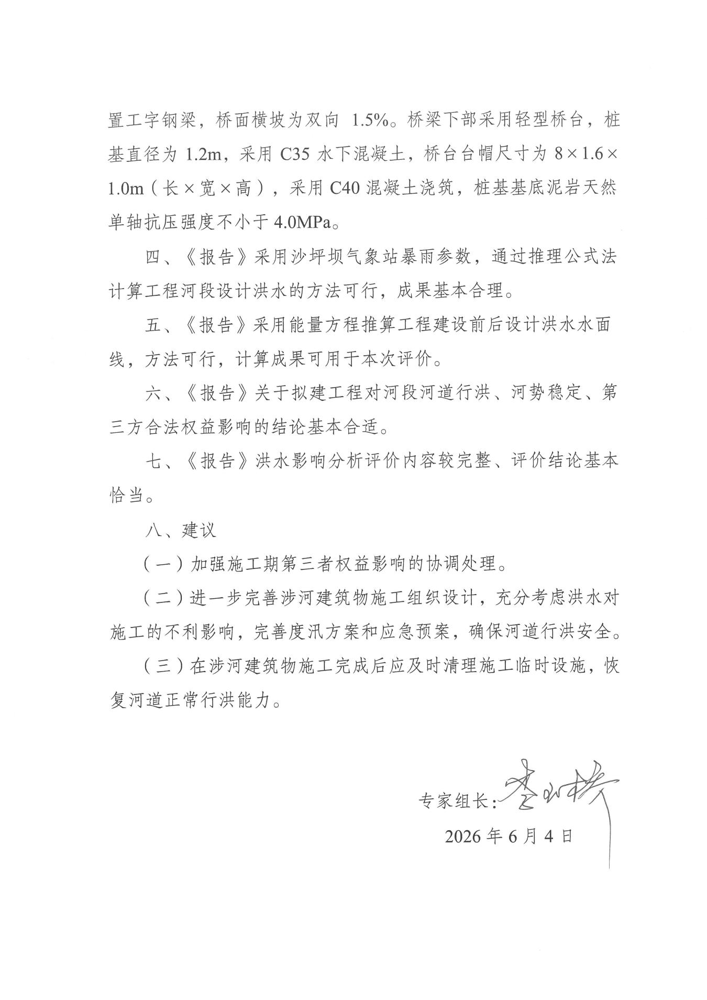 置工字钢梁，桥面横坡为双向 1.5%。桥梁下部采用轻型桥台，桩
基直径为 1.2m，采用 C35 水下混凝土，桥台台帽尺寸为 8×1.6×
1.0m（长×宽×高），采用 C40 混凝土浇筑，桩基基底泥岩天然
单轴抗压强度不小于 4.0MPa。
四、《报告》采用沙坪坝气象站暴雨参数，通过推理公式法
计算工程河段设计洪水的方法可行，成果基本合理。
五、《报告》采用能量方程推算工程建设前后设计洪水水面
线，方法可行，计算成果可用于本次评价。
六、《报告》关于拟建工程对河段河道行洪、河势稳定、第
三方合法权益影响的结论基本合适。
七、《报告》洪水影响分析评价内容较完整、评价结论基本
恰当。
八、建议
（一）加强施工期第三者权益影响的协调处理。
（二）进一步完善涉河建筑物施工组织设计，充分考虑洪水对
施工的不利影响，完善度汛方案和应急预案，确保河道行洪安全。
（三）在涉河建筑物施工完成后应及时清理施工临时设施，恢
复河道正常行洪能力。
专家组长：
2026 年 6 月 4 日